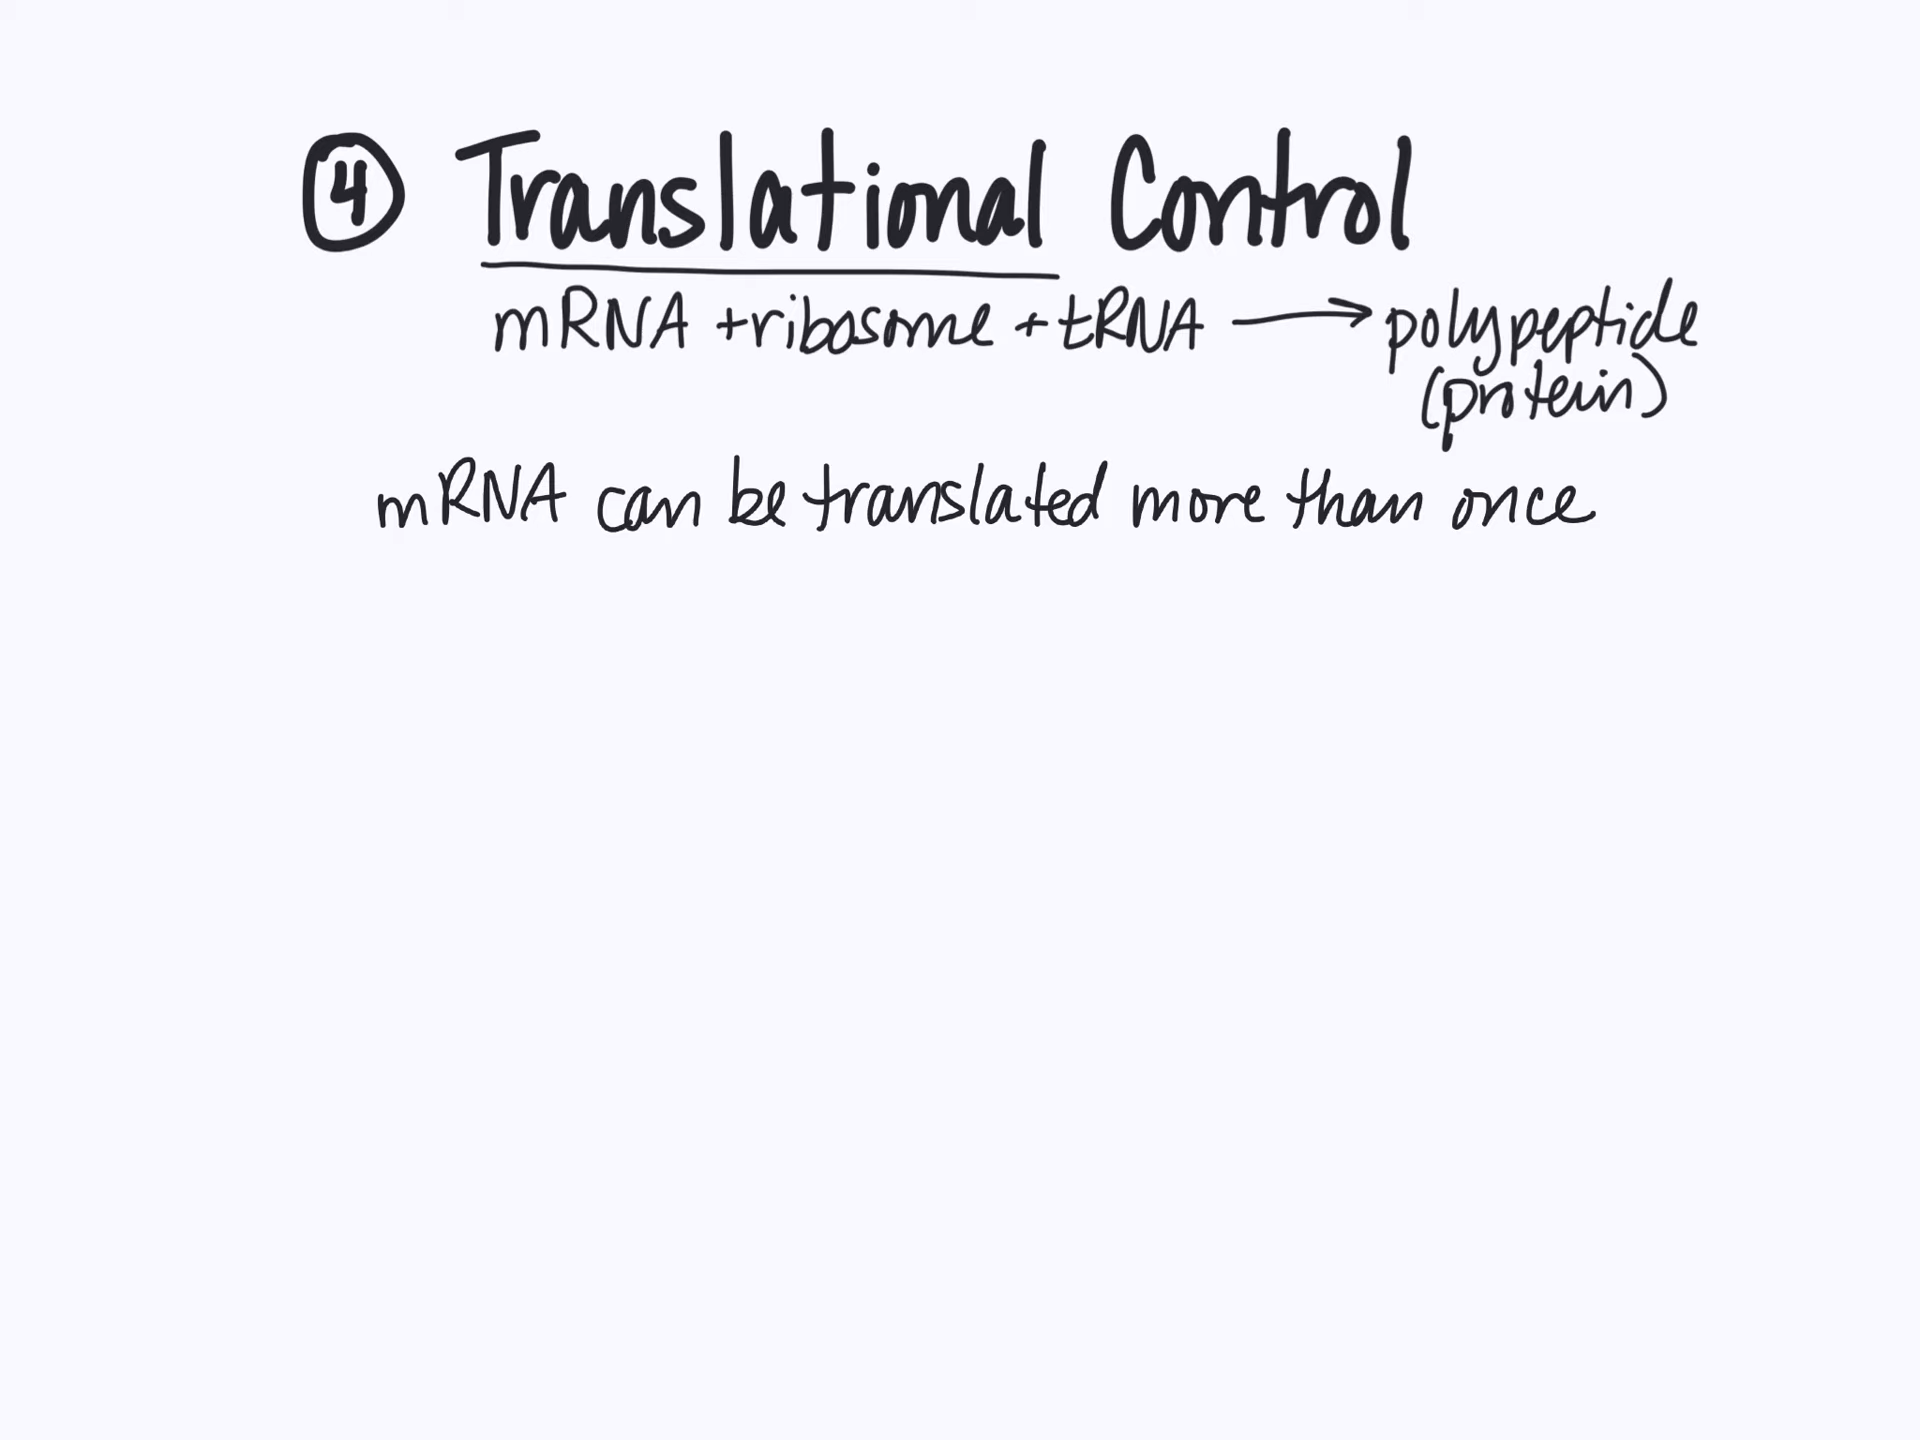 ④ Translational Control
mRNA + ribosome + tRNA ⟶ polypeptide
(protein)
mRNA can be translated more than once